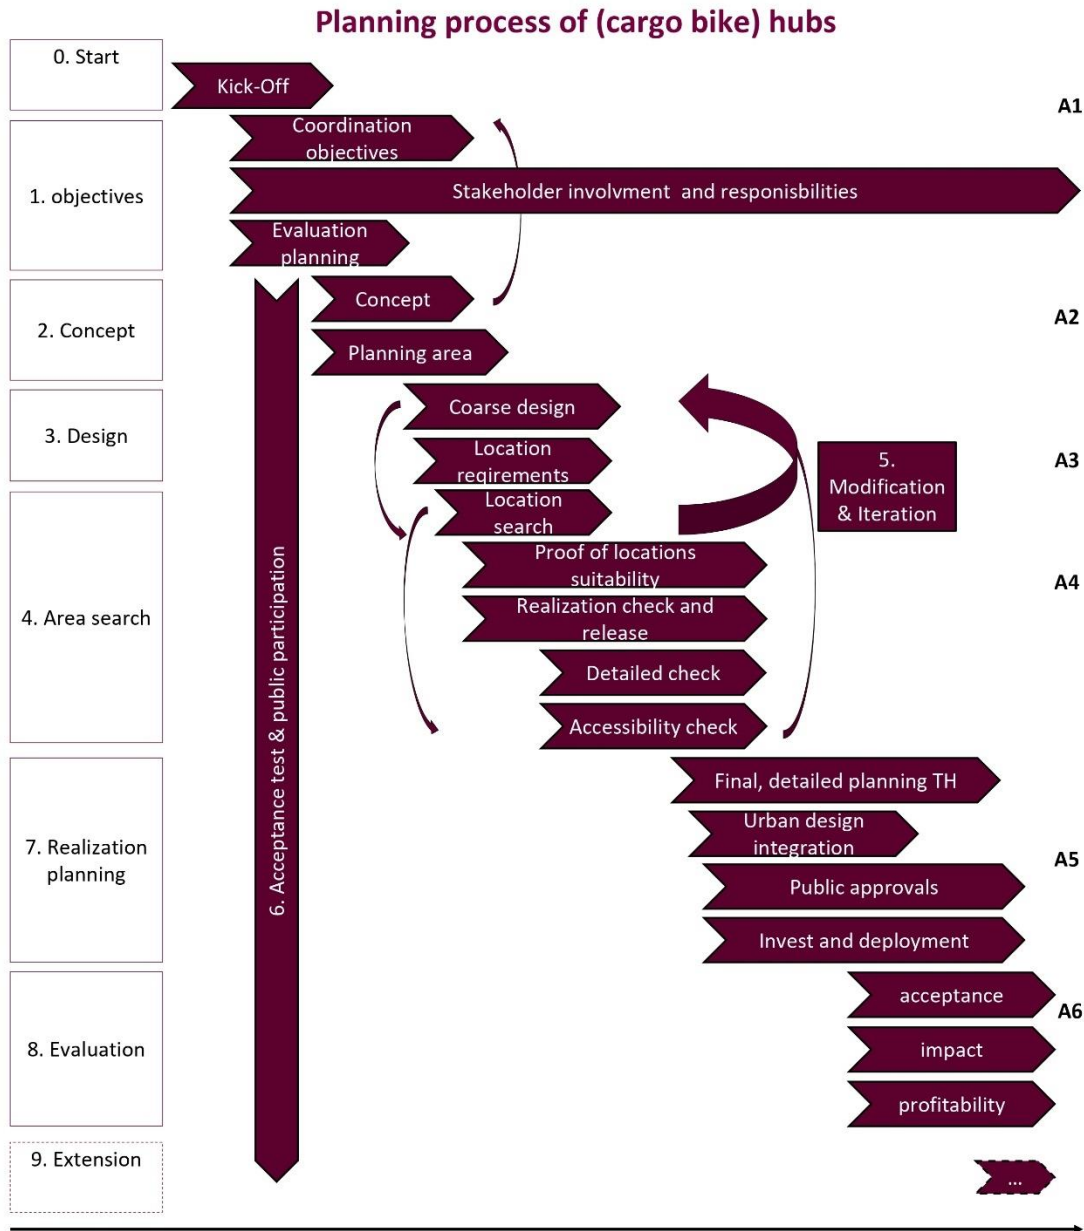 Planning process of (cargo bike) hubs
0. Start
Kick-Off
A1
Coordination
objectives
1. objectives
Stakeholder involvment and responisbilities
Evaluation
planning
2. Concept
Concept
A2
Planning area
3. Design
Coarse design
Location
reqirements
A3
5.
Modification
& Iteration
Location
search
4. Area search
Proof of locations
suitability
A4
Realization check and
release
Detailed check
Accessibility check
6. Acceptance test & public participation
7. Realization
planning
Final, detailed planning TH
Urban design
integration
A5
Public approvals
Invest and deployment
8. Evaluation
acceptance
A6
impact
profitability
9. Extension
...